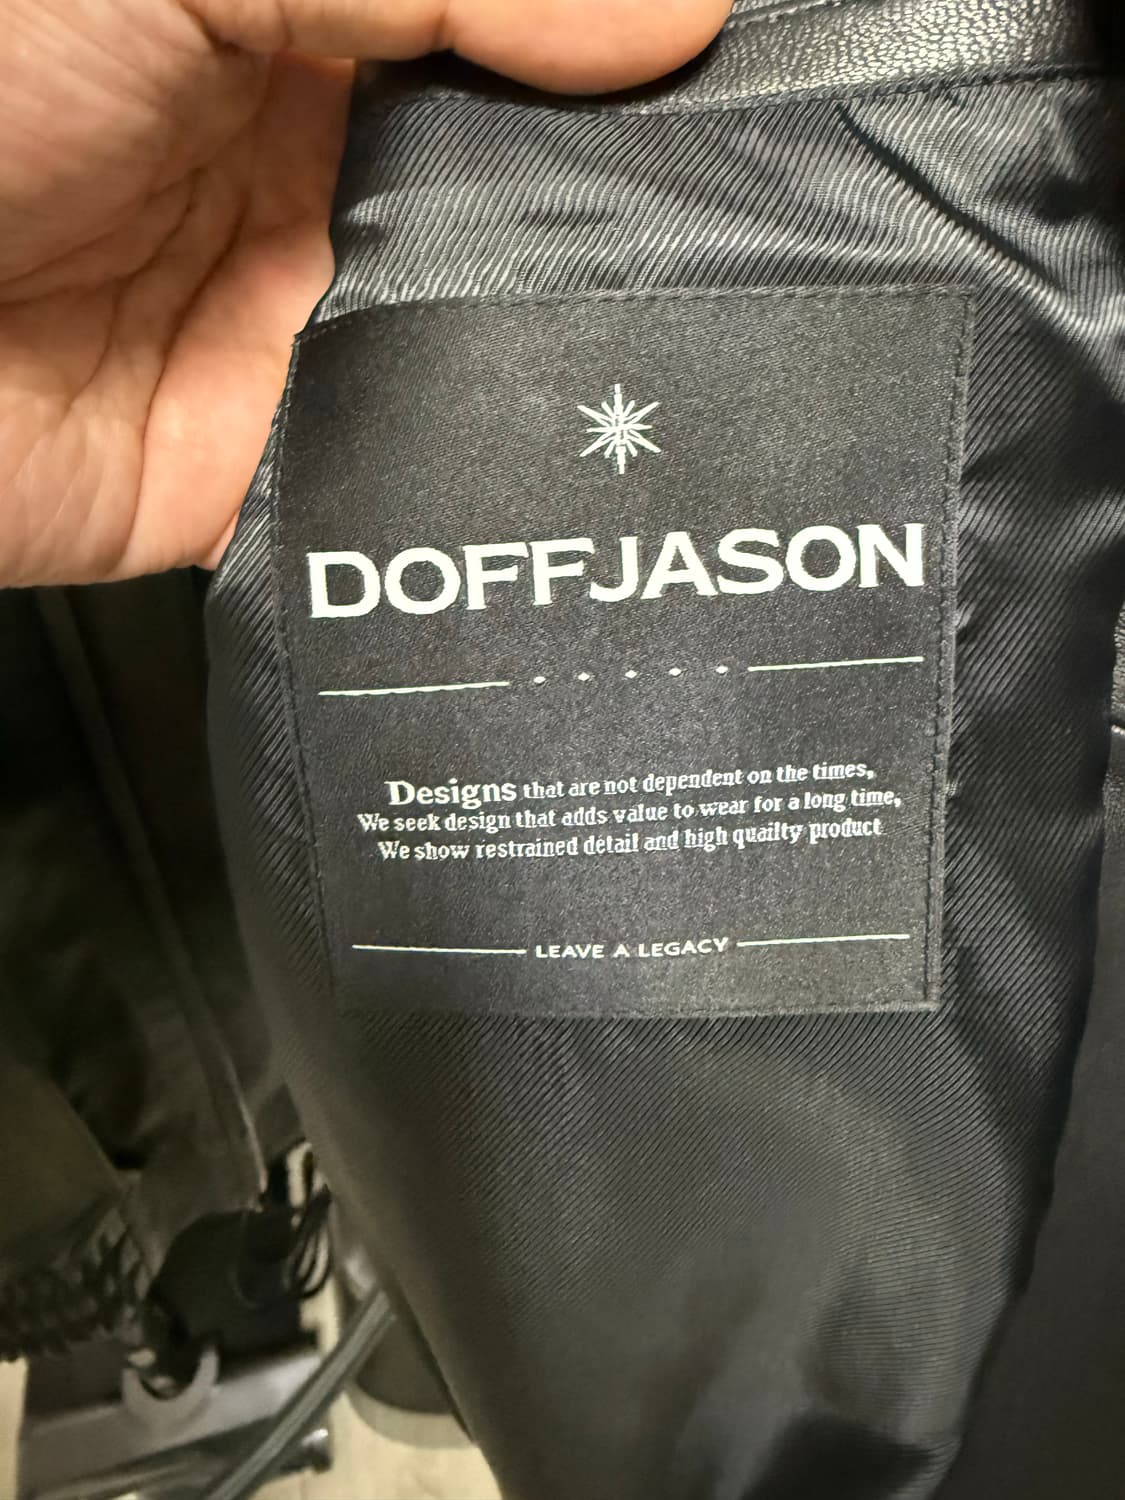 DOFFJASON
Designs that are not dependent on the times,
We seek design that adds value to wear for a long time,
We show restrained detail and high quailty product
LEAVE A LEGACY